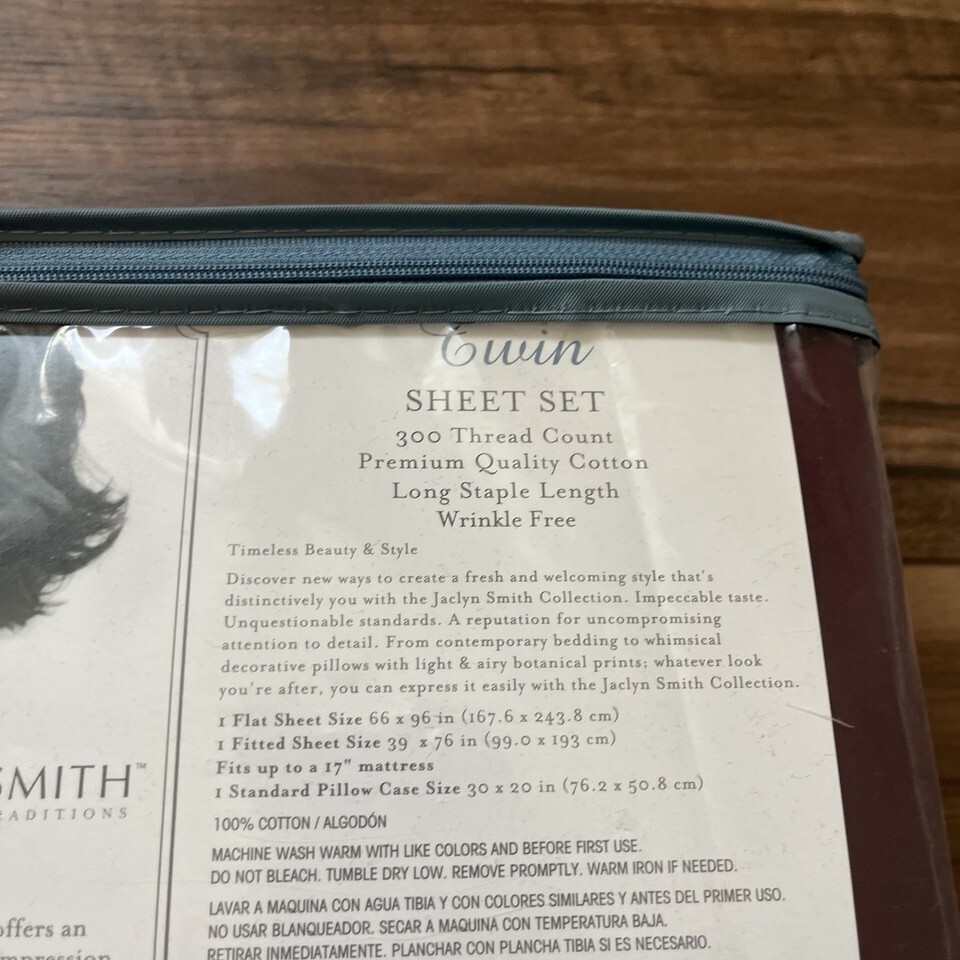 Twin
SHEET SET
300 Thread Count
Premium Quality Cotton
Long Staple Length
Wrinkle Free
Timeless Beauty & Style
Discover new ways to create a fresh and welcoming style that's
distinctively you with the Jaclyn Smith Collection. Impeccable taste.
Unquestionable standards. A reputation for uncompromising
attention to detail. From contemporary bedding to whimsical
decorative pillows with light & airy botanical prints; whatever look
you're after, you can express it easily with the Jaclyn Smith Collection.
1 Flat Sheet Size 66 x 96 in (167.6 x 243.8 cm)
1 Fitted Sheet Size 39 x 76 in (99.0 x 193 cm)
Fits up to a 17" mattress
1 Standard Pillow Case Size 30 x 20 in (76.2 x 50.8 cm)
100% COTTON / ALGODÓN
MACHINE WASH WARM WITH LIKE COLORS AND BEFORE FIRST USE.
DO NOT BLEACH. TUMBLE DRY LOW. REMOVE PROMPTLY. WARM IRON IF NEEDED.
LAVAR A MAQUINA CON AGUA TIBIA Y CON COLORES SIMILARES Y ANTES DEL PRIMER USO.
NO USAR BLANQUEADOR. SECAR A MAQUINA CON TEMPERATURA BAJA.
RETIRAR INMEDIATAMENTE. PLANCHAR CON PLANCHA TIBIA SI ES NECESARIO.
SMITH™
RADITIONS
offers an
mpression